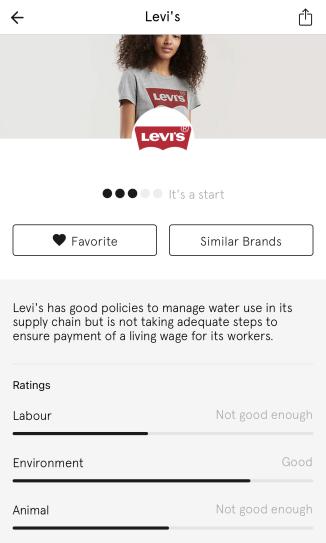 Levi's
LEVI'S
LEVI'S
It's a start
Favorite
Similar Brands
Levi's has good policies to manage water use in its
supply chain but is not taking adequate steps to
ensure payment of a living wage for its workers.
Ratings
Labour
Not good enough
Environment
Good
Animal
Not good enough